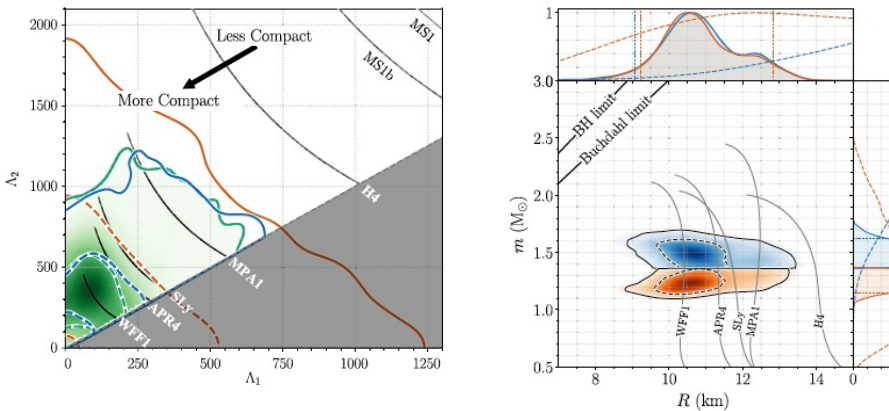 2000
1500
1000
500
0
Λ₂
Less Compact
More Compact
MS1
MS1b
H4
MPA1
SLy
APR4
WFF1
0 250 500 750 1000 1250
Λ₁
1
0
3.0
2.5
2.0
1.5
1.0
0.5
m (M⊙)
BH limit
Buchdahl limit
WFF1
APR4
SLy
MPA1
H4
8 10 12 14
R (km)